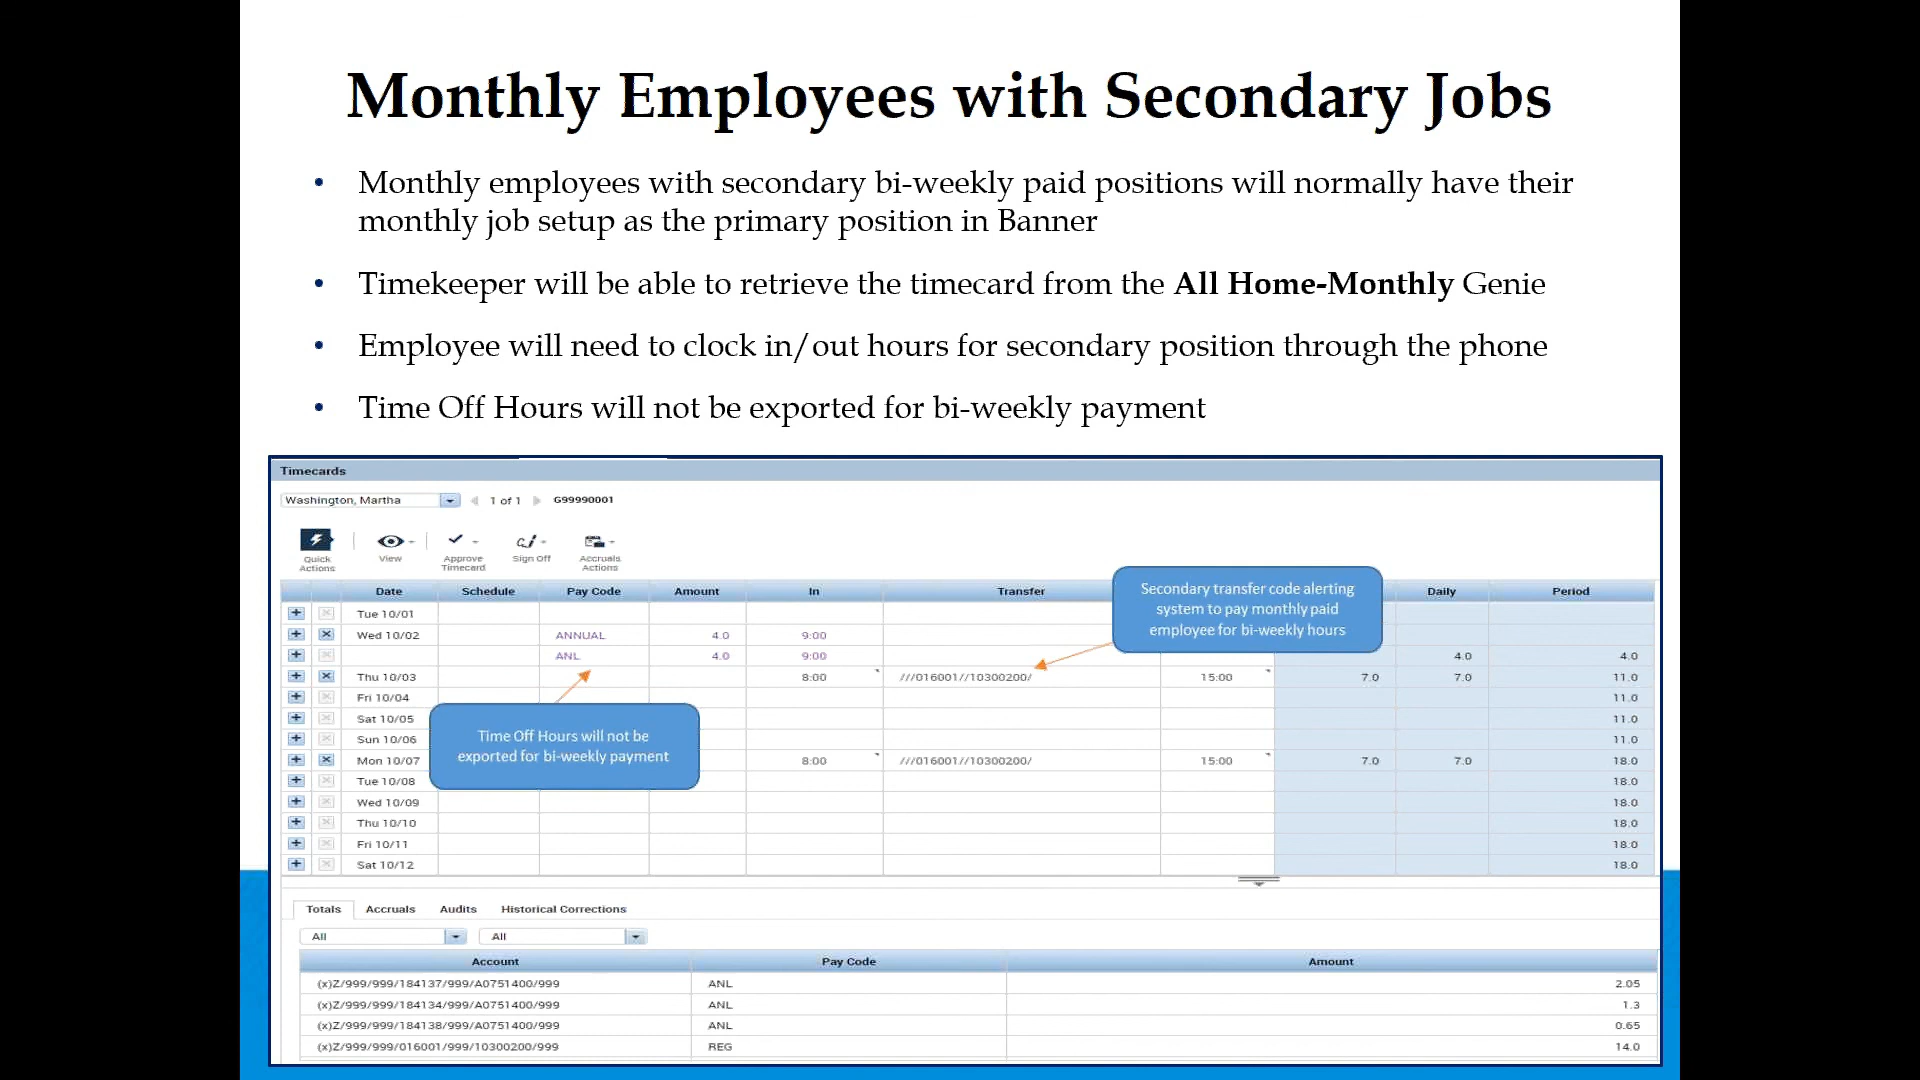 Monthly Employees with Secondary Jobs
• Monthly employees with secondary bi-weekly paid positions will normally have their
monthly job setup as the primary position in Banner
• Timekeeper will be able to retrieve the timecard from the All Home-Monthly Genie
• Employee will need to clock in/out hours for secondary position through the phone
• Time Off Hours will not be exported for bi-weekly payment
Timecards
Washington, Martha 1 of 1 G99990001
Quick Actions View Approve Timecard Sign Off Accruals Actions
Date Schedule Pay Code Amount In Transfer Daily Period
Secondary transfer code alerting
system to pay monthly paid
employee for bi-weekly hours
Tue 10/01
Wed 10/02 ANNUAL 4.0 9:00
ANL 4.0 9:00 4.0 4.0
Thu 10/03 8:00 ///016001//10300200/ 15:00 7.0 7.0 11.0
Fri 10/04 11.0
Sat 10/05 11.0
Sun 10/06 11.0
Time Off Hours will not be
exported for bi-weekly payment
Mon 10/07 8:00 ///016001//10300200/ 15:00 7.0 7.0 18.0
Tue 10/08 18.0
Wed 10/09 18.0
Thu 10/10 18.0
Fri 10/11 18.0
Sat 10/12 18.0
Totals Accruals Audits Historical Corrections
All All
Account Pay Code Amount
(x)Z/999/999/184137/999/A0751400/999 ANL 2.05
(x)Z/999/999/184134/999/A0751400/999 ANL 1.3
(x)Z/999/999/184138/999/A0751400/999 ANL 0.65
(x)Z/999/999/016001/999/10300200/999 REG 14.0